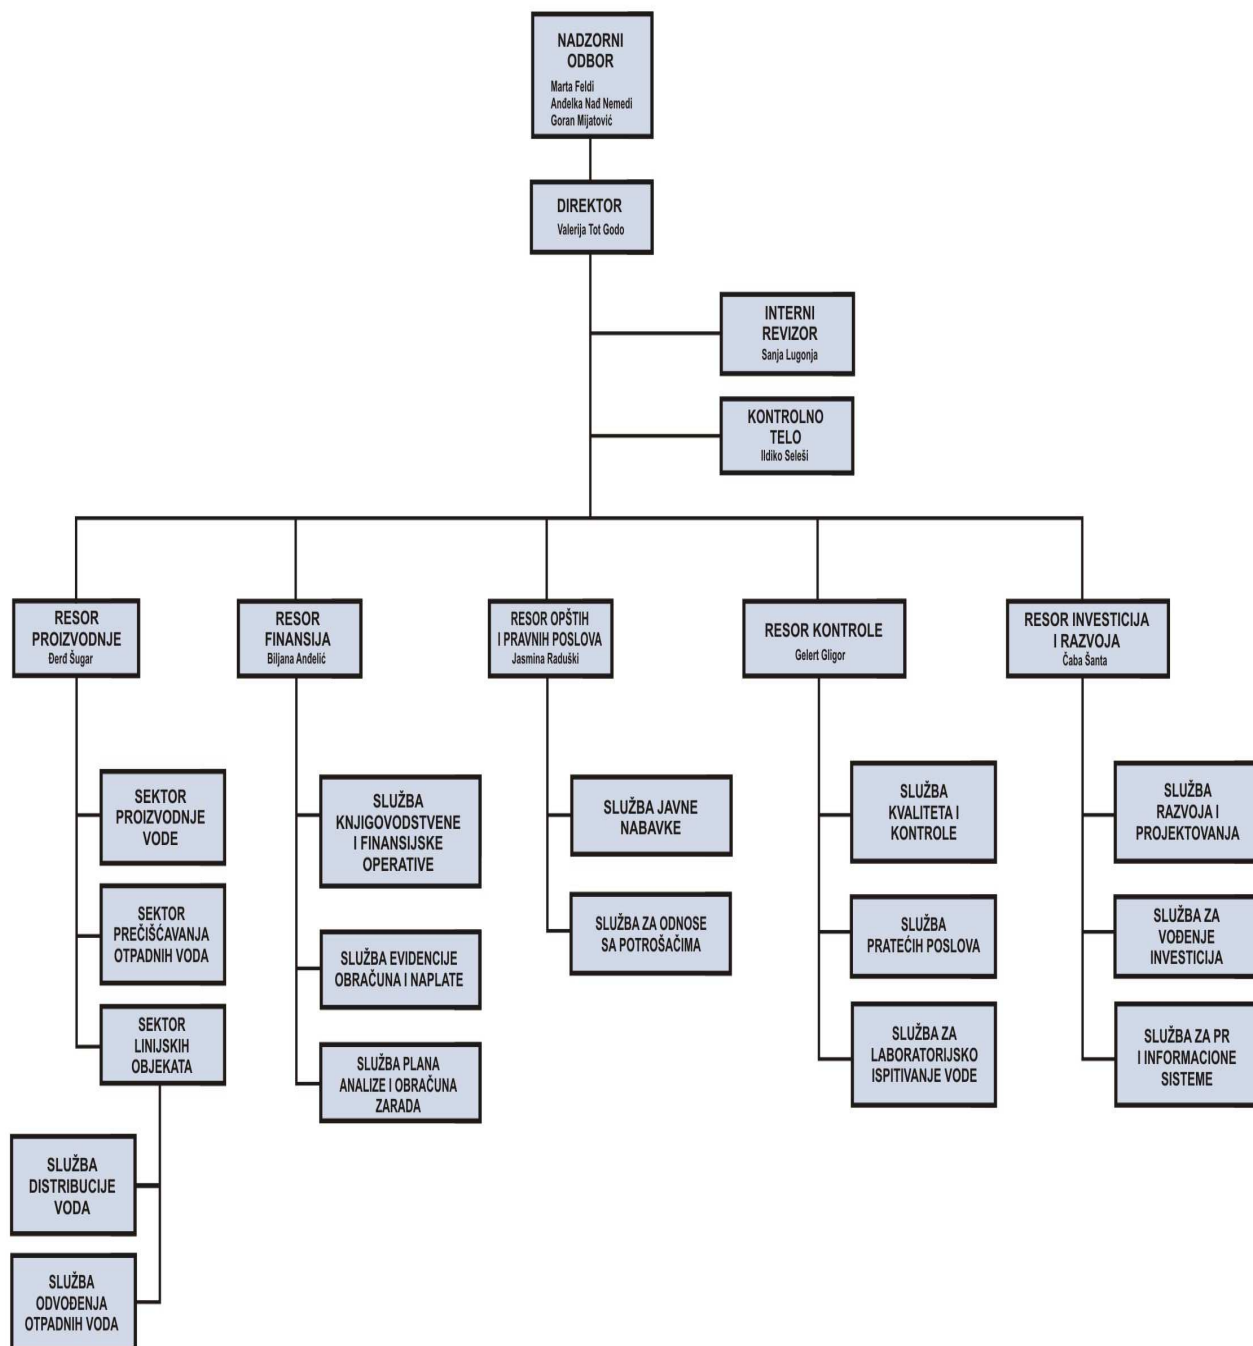 NADZORNI
ODBOR
Marta Feldi
Anđelka Nađ Nemedi
Goran Mijatović
DIREKTOR
Valerija Tot Godo
INTERNI
REVIZOR
Sanja Lugonja
KONTROLNO
TELO
Ildiko Seleši
RESOR
PROIZVODNJE
Đerđ Šugar
RESOR
FINANSIJA
Biljana Anđelić
RESOR OPŠTIH
I PRAVNIH POSLOVA
Jasmina Raduški
RESOR KONTROLE
Gelert Gligor
RESOR INVESTICIJA
I RAZVOJA
Čaba Šanta
SEKTOR
PROIZVODNJE
VODE
SEKTOR
PREČIŠĆAVANJA
OTPADNIH VODA
SEKTOR
LINIJSKIH
OBJEKATA
SLUŽBA
DISTRIBUCIJE
VODA
SLUŽBA
ODVOĐENJA
OTPADNIH VODA
SLUŽBA
KNJIGOVODSTVENE
I FINANSIJSKE
OPERATIVE
SLUŽBA EVIDENCIJE
OBRAČUNA I NAPLATE
SLUŽBA PLANA
ANALIZE I OBRAČUNA
ZARADA
SLUŽBA JAVNE
NABAVKE
SLUŽBA ZA ODNOSE
SA POTROŠAČIMA
SLUŽBA
KVALITETA I
KONTROLE
SLUŽBA
PRATEĆIH POSLOVA
SLUŽBA ZA
LABORATORIJSKO
ISPITIVANJE VODE
SLUŽBA
RAZVOJA I
PROJEKTOVANJA
SLUŽBA ZA
VOĐENJE
INVESTICIJA
SLUŽBA ZA PR
I INFORMACIONE
SISTEME